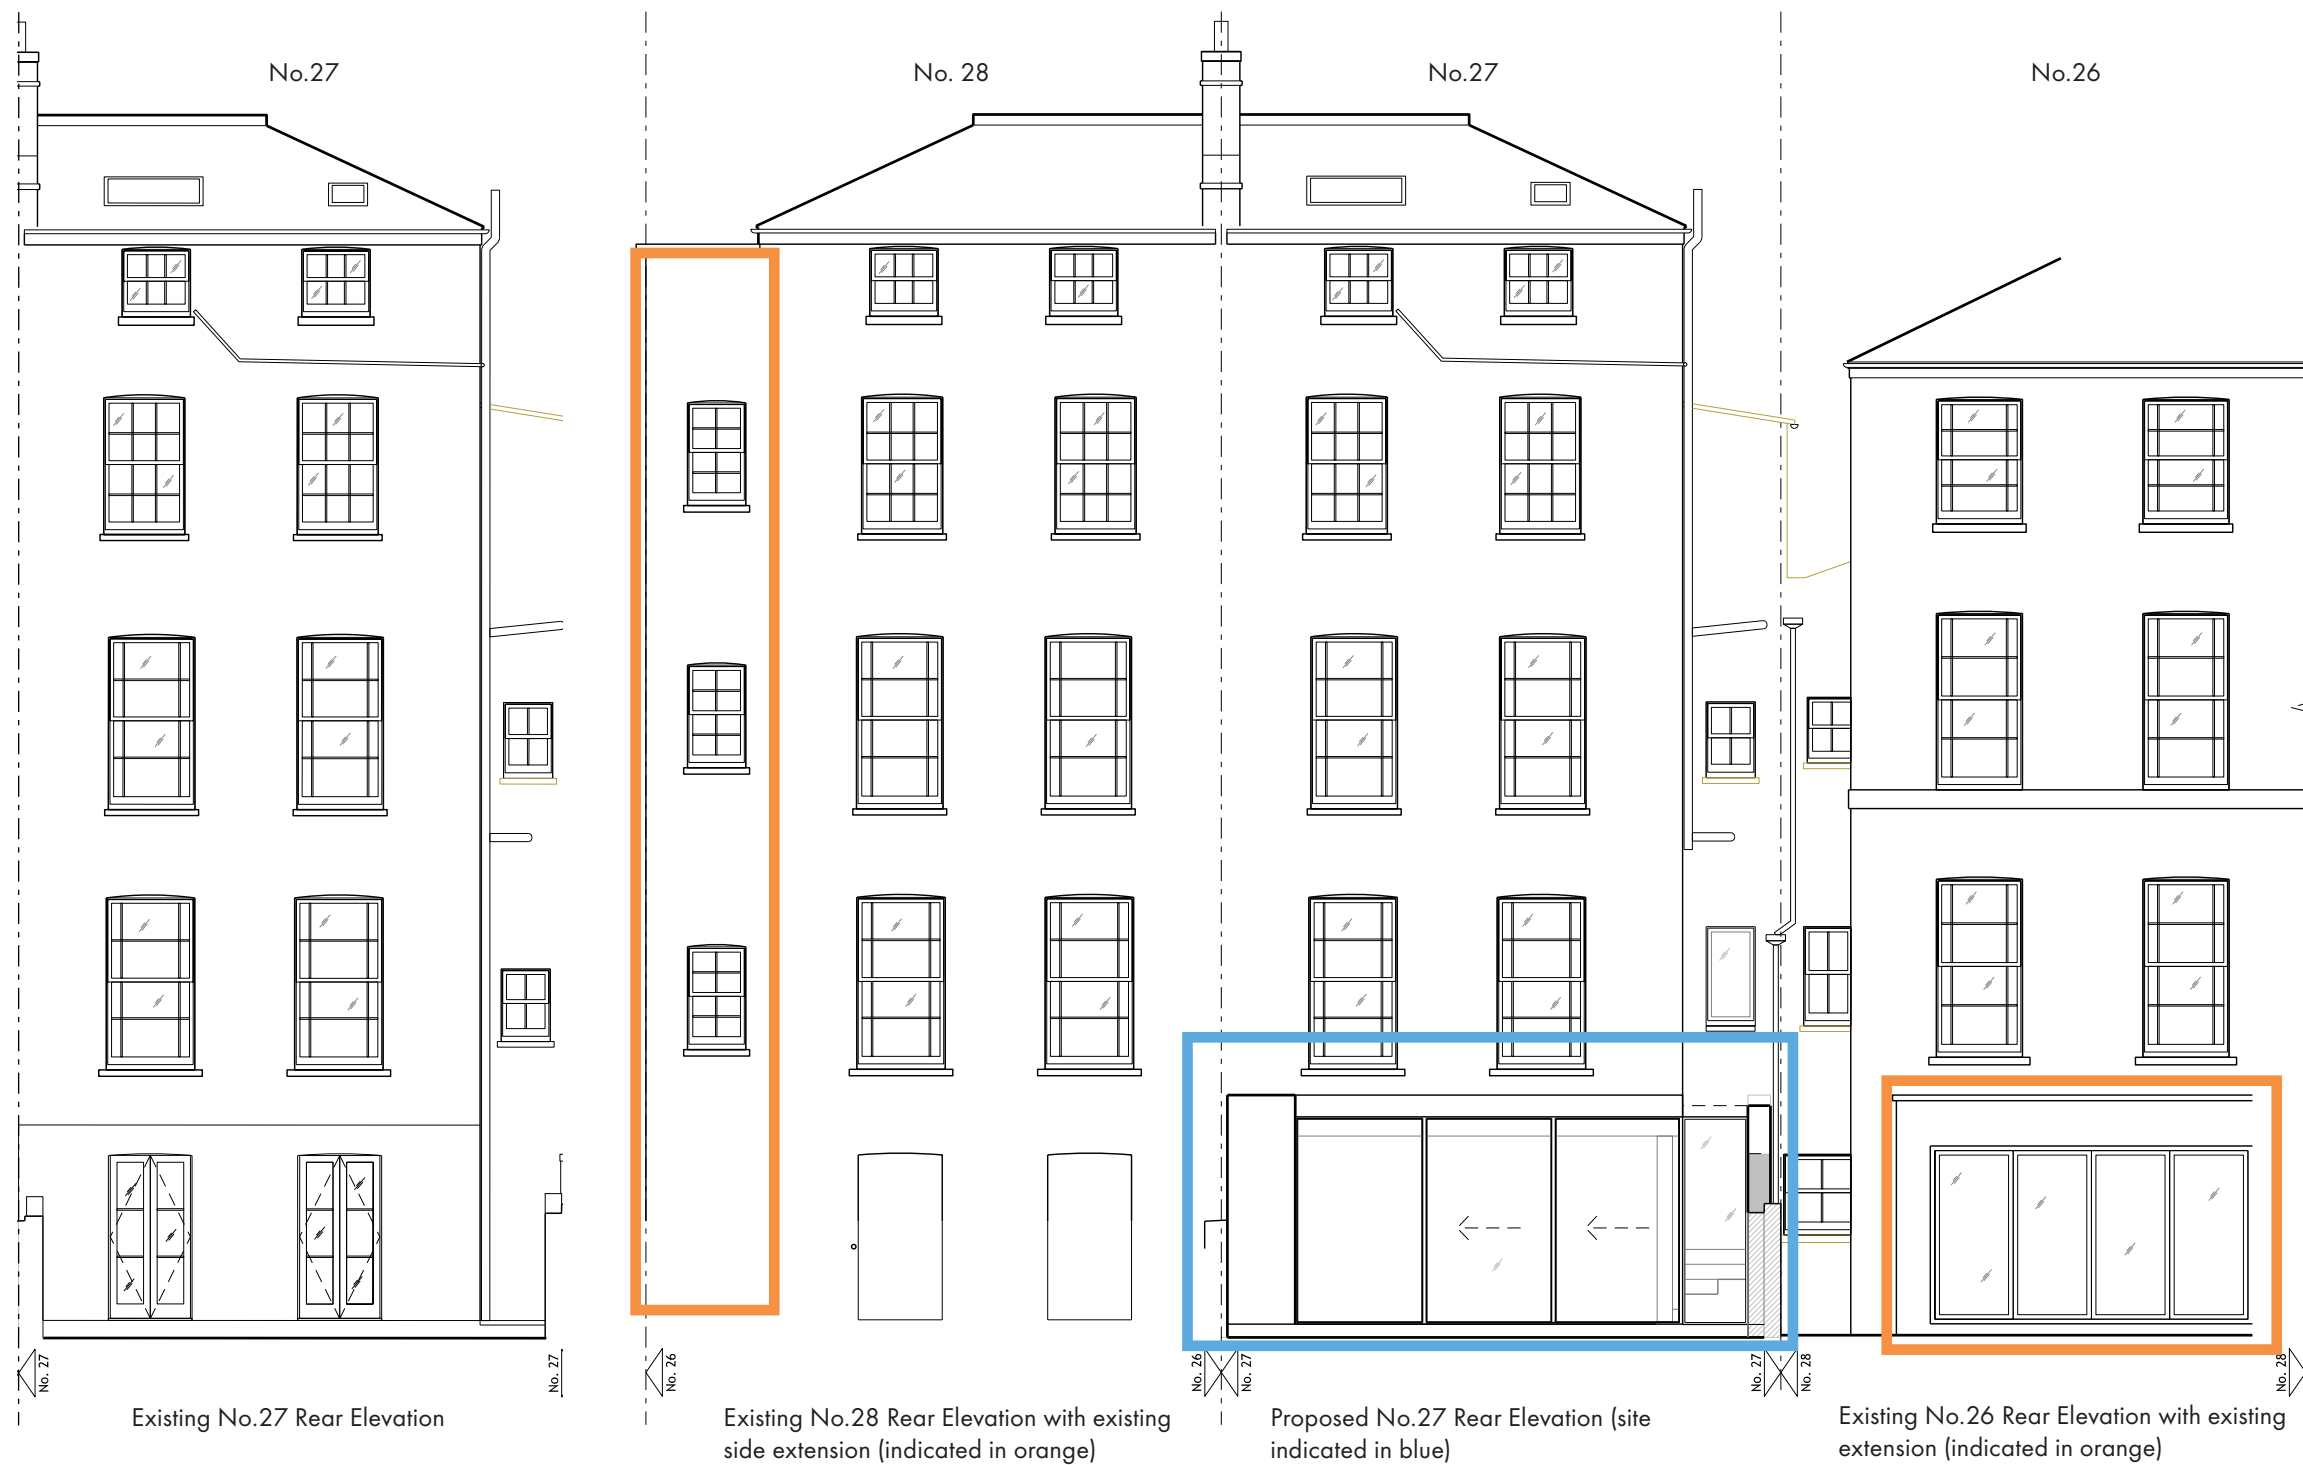 No.27
No. 28
No.27
No.26
No. 27
No. 27
No. 26
No. 26
No. 27
No. 27
No. 28
No. 28
Existing No.27 Rear Elevation
Existing No.28 Rear Elevation with existing
side extension (indicated in orange)
Proposed No.27 Rear Elevation (site
indicated in blue)
Existing No.26 Rear Elevation with existing
extension (indicated in orange)